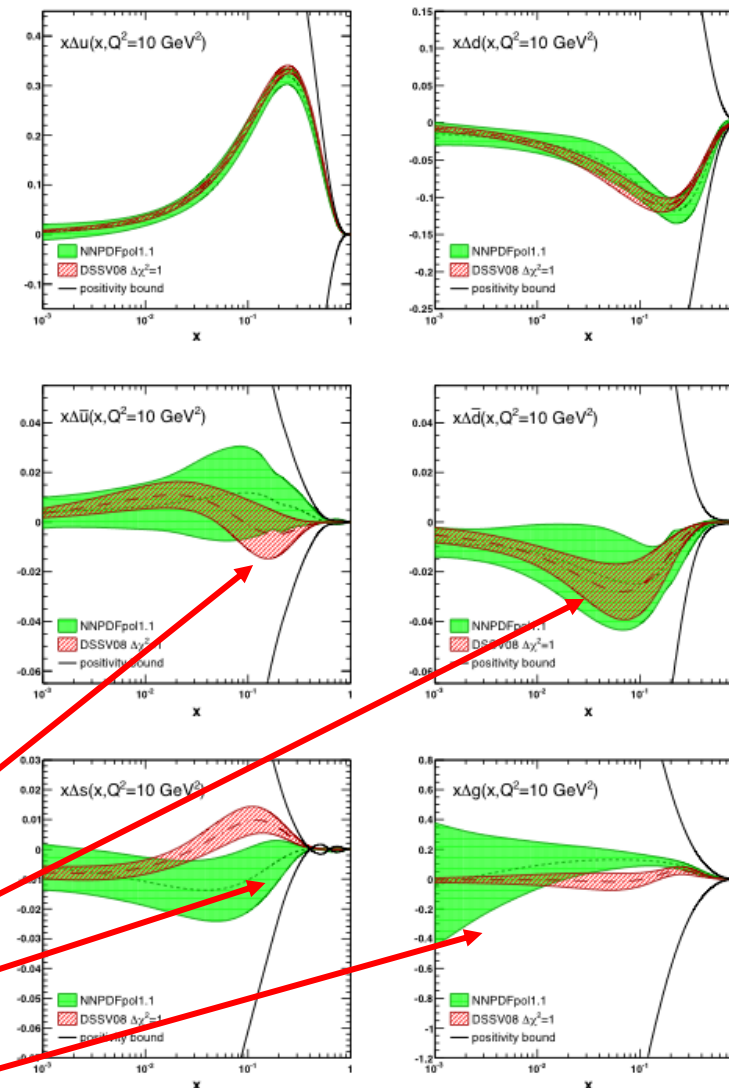 xΔu(x,Q²=10 GeV²)
0.4
0.3
0.2
0.1
0
-0.1
NNPDFpol1.1
DSSV08 Δχ²=1
positivity bound
10⁻³ 10⁻² 10⁻¹ 1
x
xΔd(x,Q²=10 GeV²)
0.15
0.1
0.05
0
-0.05
-0.1
-0.15
-0.2
-0.25
NNPDFpol1.1
DSSV08 Δχ²=1
positivity bound
10⁻³ 10⁻² 10⁻¹
x
xΔū(x,Q²=10 GeV²)
0.04
0.02
0
-0.02
-0.04
-0.06
NNPDFpol1.1
DSSV08 Δχ²=1
positivity bound
10⁻³ 10⁻² 10⁻¹ 1
x
xΔd̄(x,Q²=10 GeV²)
0.04
0.02
0
-0.02
-0.04
-0.06
NNPDFpol1.1
DSSV08 Δχ²=1
positivity bound
10⁻³ 10⁻² 10⁻¹
x
xΔs(x,Q²=10 GeV²)
0.03
0.02
0.01
0
-0.01
-0.02
-0.03
-0.04
-0.05
-0.06
NNPDFpol1.1
DSSV08 Δχ²=1
positivity bound
10⁻³ 10⁻² 10⁻¹ 1
x
xΔg(x,Q²=10 GeV²)
0.8
0.6
0.4
0.2
0
-0.2
-0.4
-0.6
-0.8
-1
-1.2
NNPDFpol1.1
DSSV08 Δχ²=1
positivity bound
10⁻³ 10⁻² 10⁻¹
x